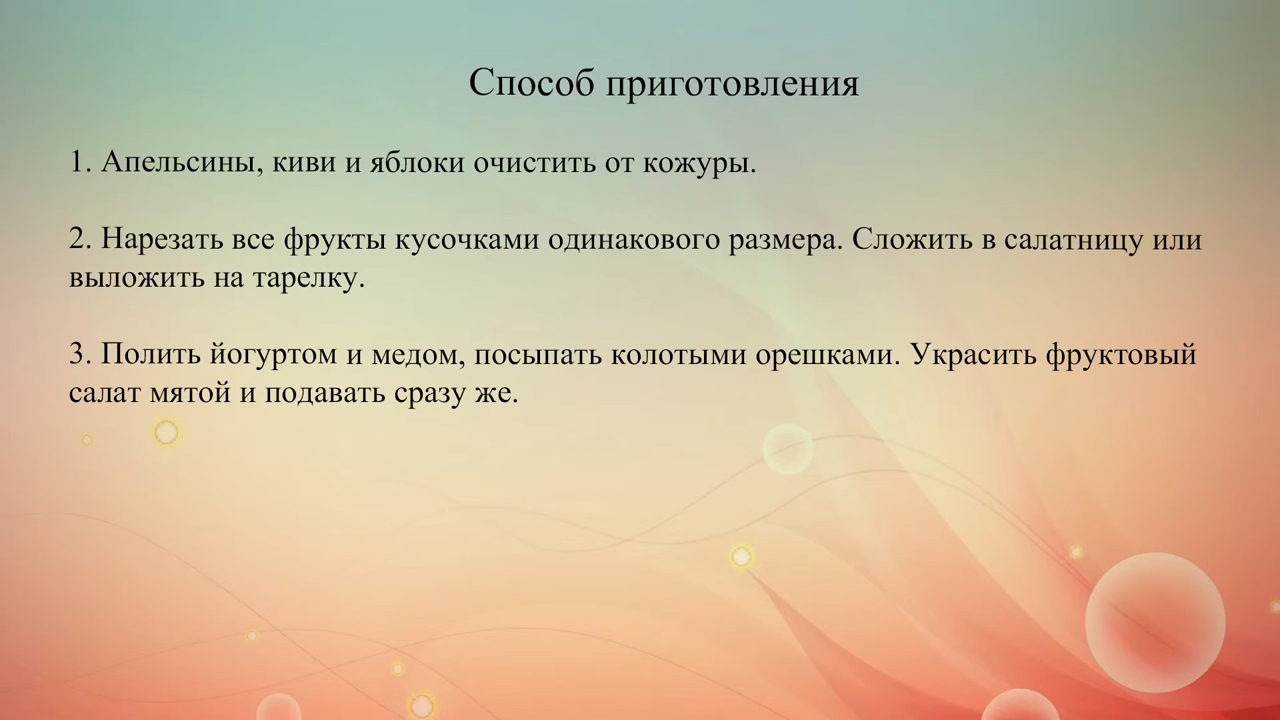 Способ приготовления
1. Апельсины, киви и яблоки очистить от кожуры.
2. Нарезать все фрукты кусочками одинакового размера. Сложить в салатницу или
выложить на тарелку.
3. Полить йогуртом и медом, посыпать колотыми орешками. Украсить фруктовый
салат мятой и подавать сразу же.